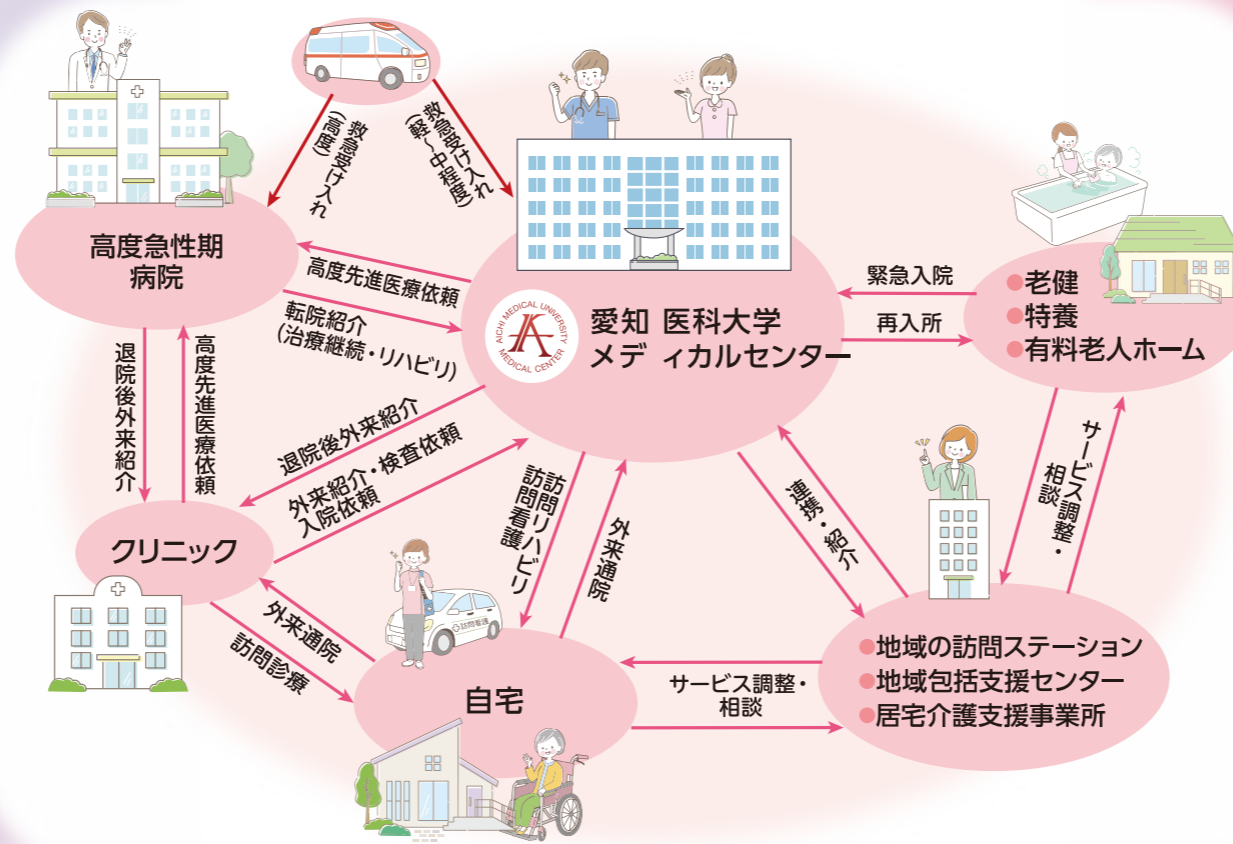 救急受け入れ
(高度)
救急受け入れ
(軽〜中程度)
高度急性期
病院
高度先進医療依頼
転院紹介
(治療継続・リハビリ)
AICHI MEDICAL UNIVERSITY
MEDICAL CENTER
愛知 医科大学
メデ ィカルセンター
緊急入院
再入所
老健
特養
有料老人ホーム
退院後外来紹介
高度先進医療依頼
退院後外来紹介
外来紹介・検査依頼
入院依頼
訪問リハビリ
訪問看護
外来通院
連携・紹介
サービス調整・
相談
クリニック
外来通院
訪問診療
訪問看護
自宅
サービス調整・
相談
地域の訪問ステーション
地域包括支援センター
居宅介護支援事業所